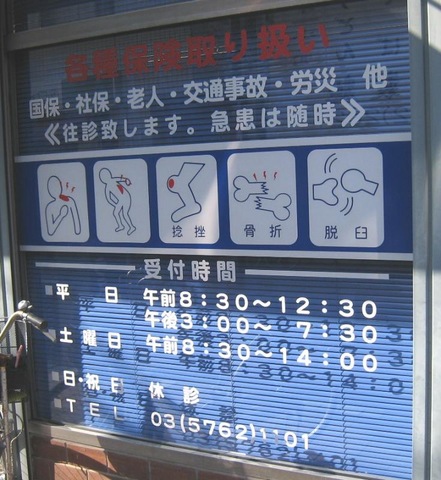 各種保険取り扱い
国保・社保・老人・交通事故・労災 他
≪往診致します。急患は随時≫
捻挫 骨折 脱臼
受付時間
■平 日 午前8:30～12:30
午後3:00～ 7:30
■土曜日 午前8:30～14:00
■日・祝日 休診
■TEL 03(5762)1101